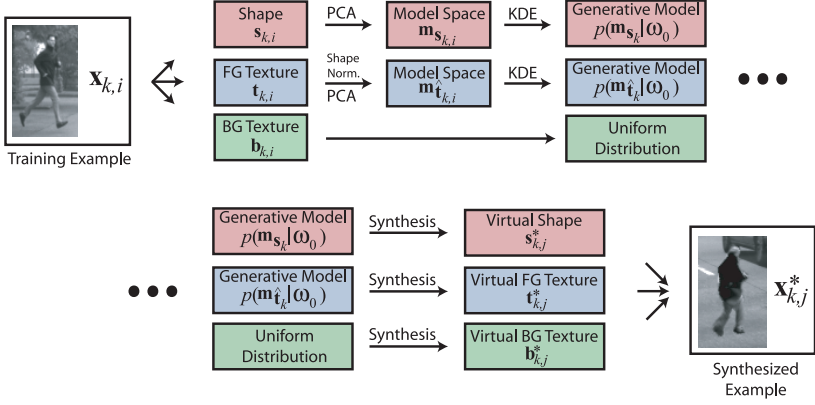 Shape
s_{k,i}
PCA
Model Space
m_{s_{k,i}}
KDE
Generative Model
p(m_{s_k}|ω_0)
x_{k,i}
FG Texture
t_{k,i}
Shape
Norm.
PCA
Model Space
m_{\hat{t}_{k,i}}
KDE
Generative Model
p(m_{\hat{t}_k}|ω_0)
BG Texture
b_{k,i}
Uniform
Distribution
Training Example
Generative Model
p(m_{s_k}|ω_0)
Synthesis
Virtual Shape
s^*_{k,j}
Generative Model
p(m_{\hat{t}_k}|ω_0)
Synthesis
Virtual FG Texture
t^*_{k,j}
x^*_{k,j}
Uniform
Distribution
Synthesis
Virtual BG Texture
b^*_{k,j}
Synthesized
Example